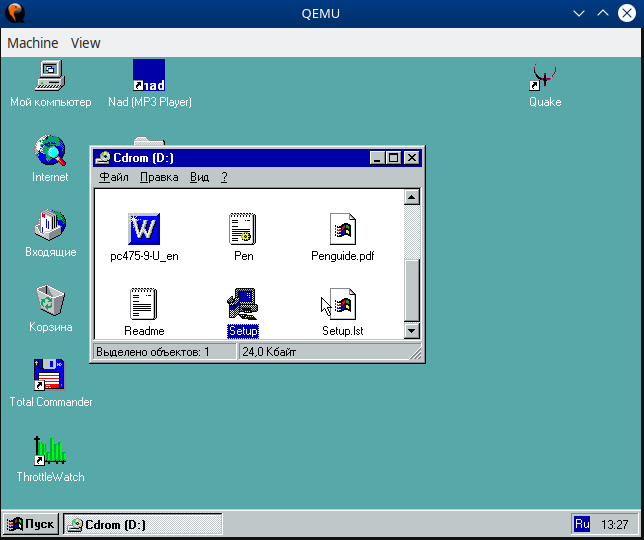 QEMU
Machine View
Мой компьютер
nad
Nad (MP3 Player)
Quake
Internet
Входящие
Корзина
Total Commander
ThrottleWatch
Cdrom (D:)
Файл Правка Вид ?
W
pc475-9-U_en
Pen
Penguide.pdf
Readme
Setup
Setup.lst
Выделено объектов: 1
24,0 Кбайт
Пуск
Cdrom (D:)
Ru
13:27